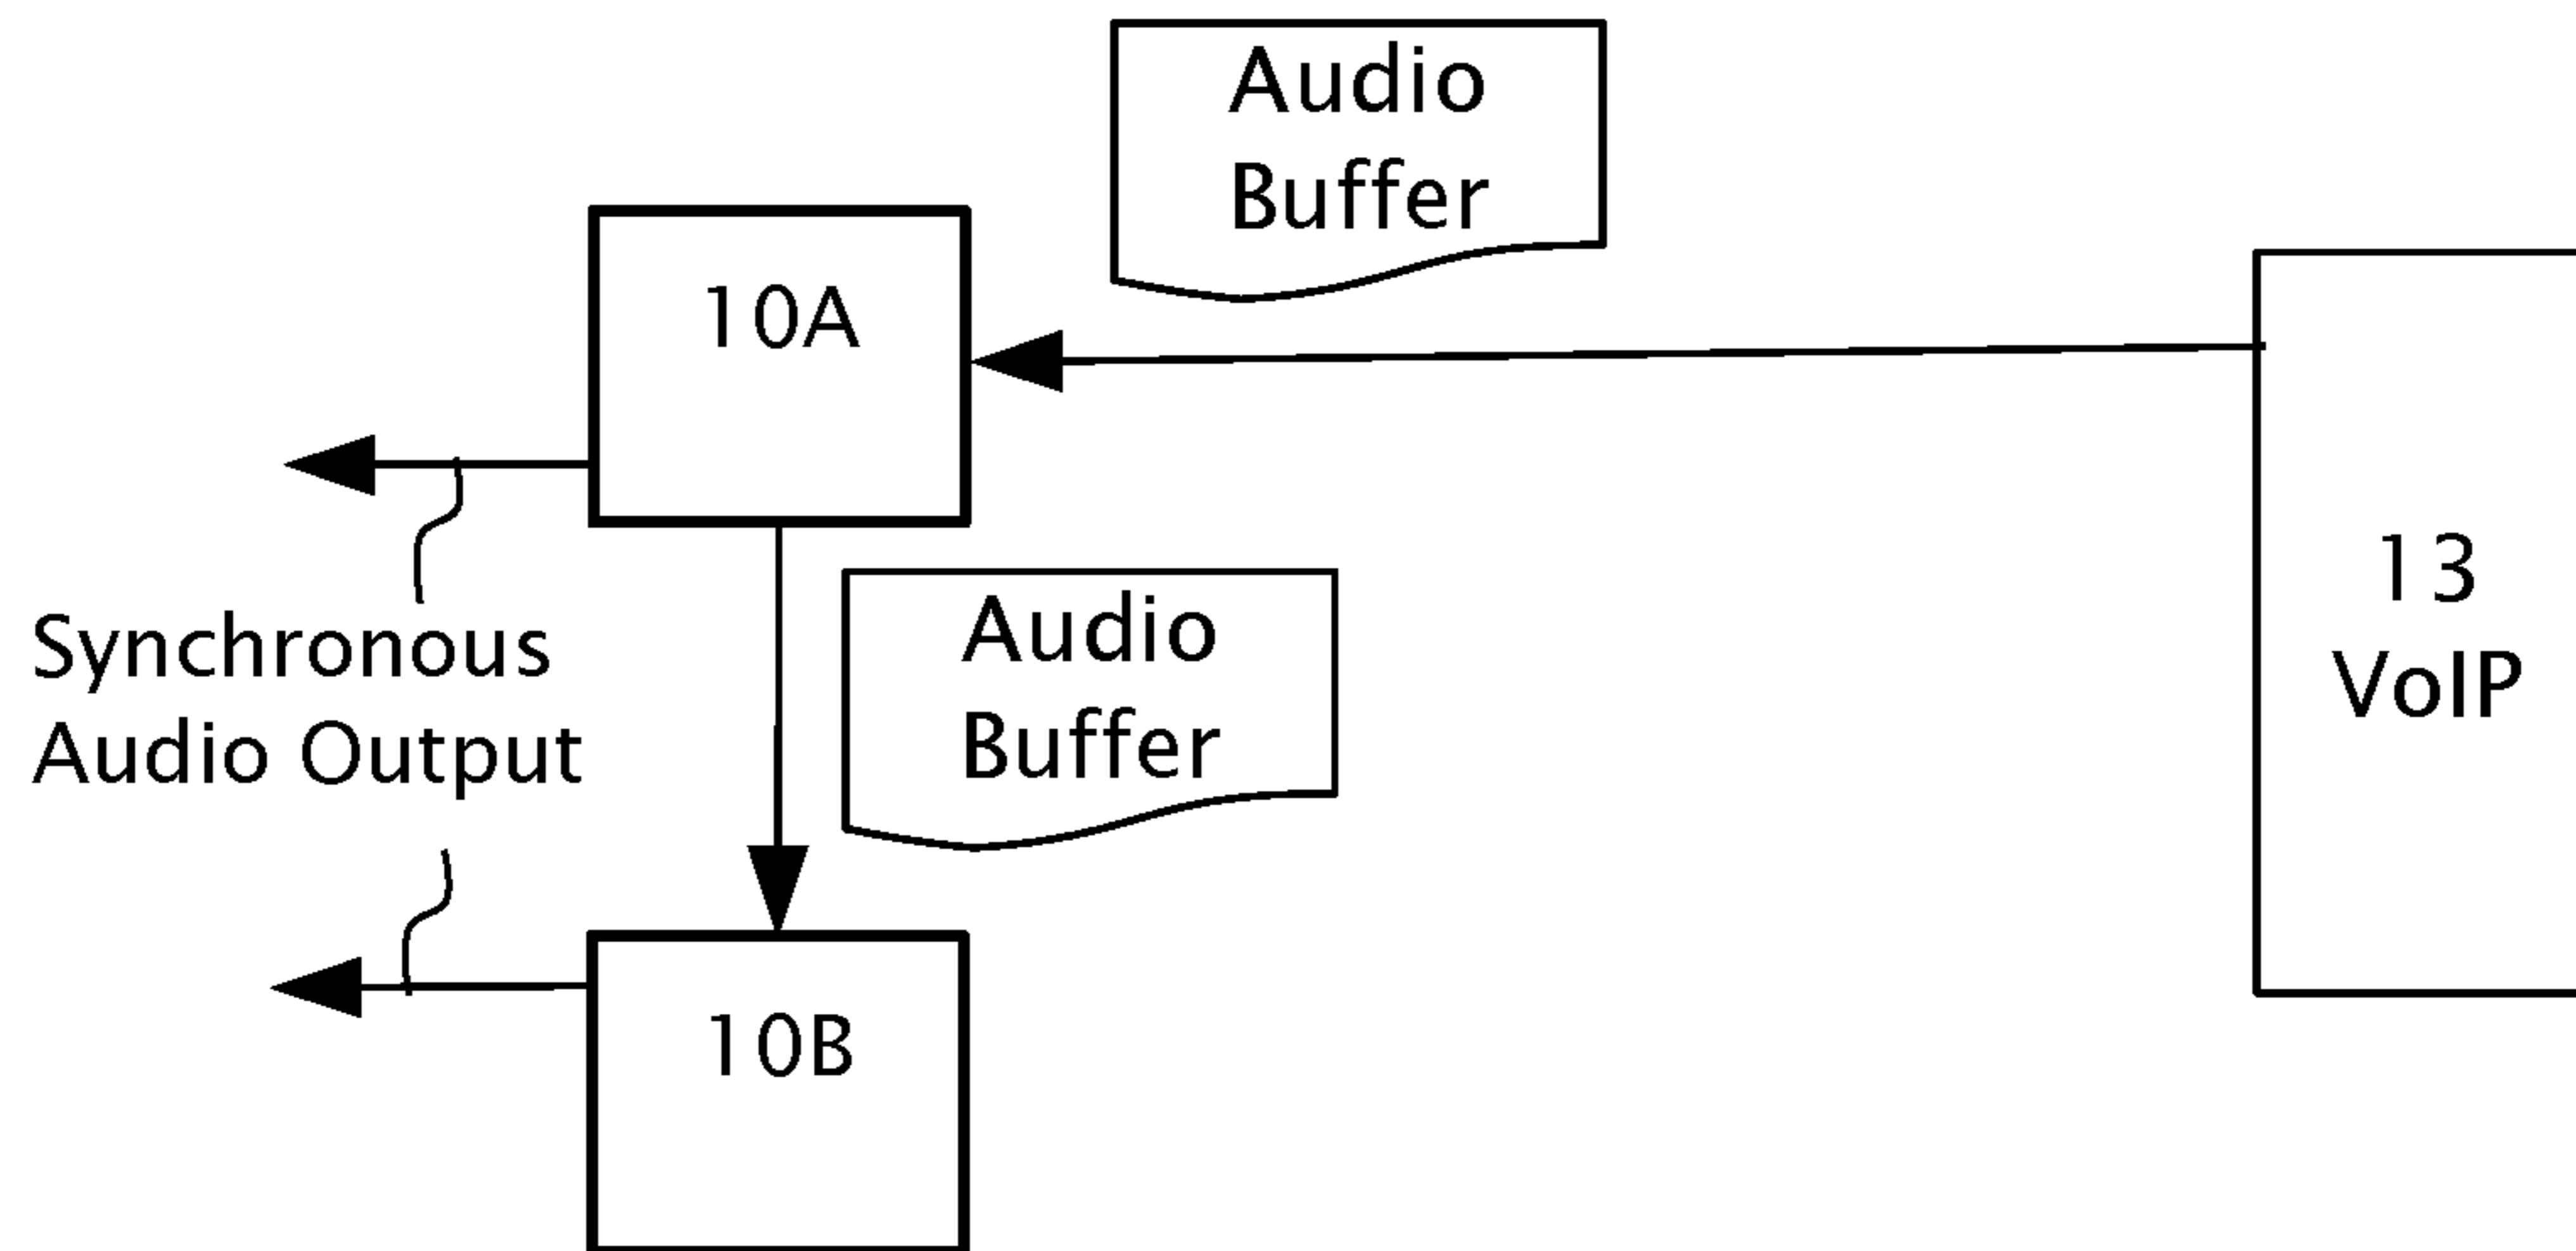 Audio
Buffer
10A
13
VoIP
Audio
Buffer
Synchronous
Audio Output
10B